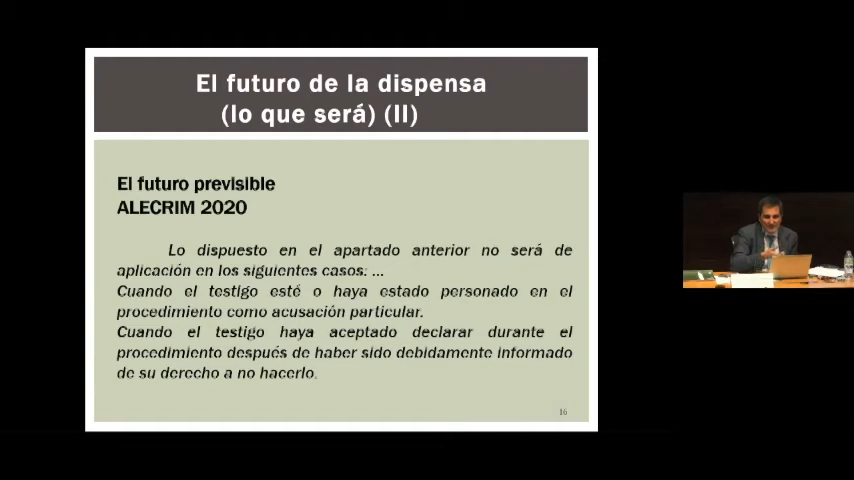 El futuro de la dispensa
(lo que será) (II)
El futuro previsible
ALECRIM 2020
Lo dispuesto en el apartado anterior no será de
aplicación en los siguientes casos: ...
Cuando el testigo esté o haya estado personado en el
procedimiento como acusación particular.
Cuando el testigo haya aceptado declarar durante el
procedimiento después de haber sido debidamente informado
de su derecho a no hacerlo.
16